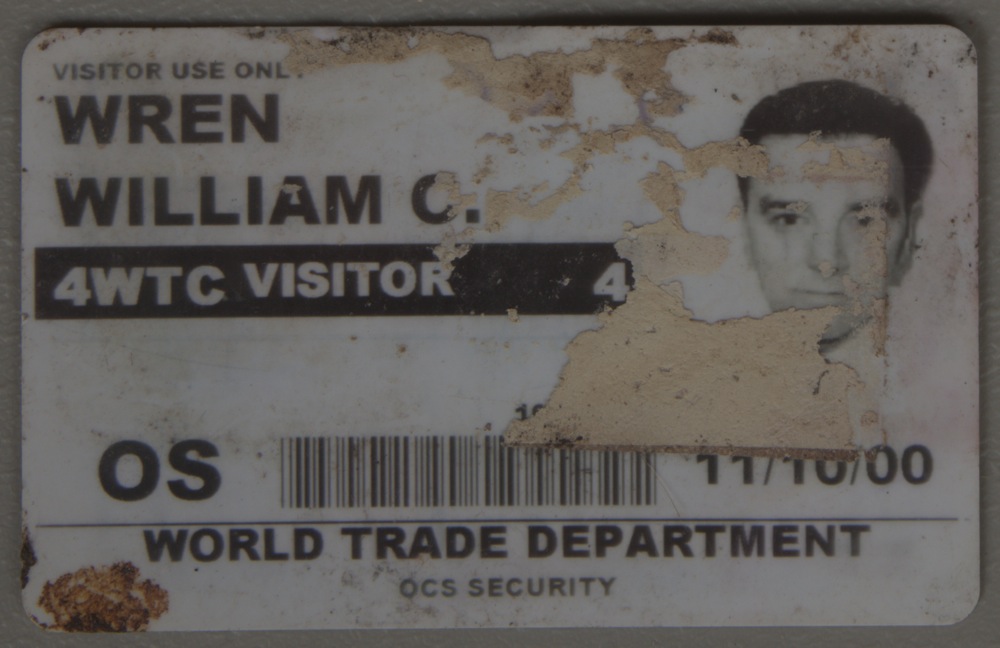 VISITOR USE ONL
WREN
WILLIAM C.
4WTC VISITOR 4
OS
11/10/00
WORLD TRADE DEPARTMENT
OCS SECURITY